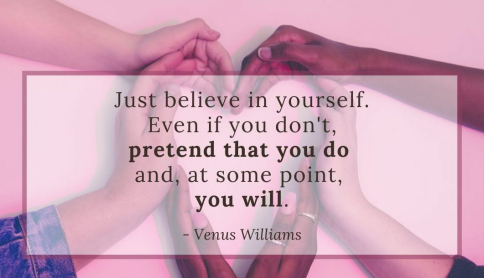 Just believe in yourself.
Even if you don't,
pretend that you do
and, at some point,
you will.
- Venus Williams